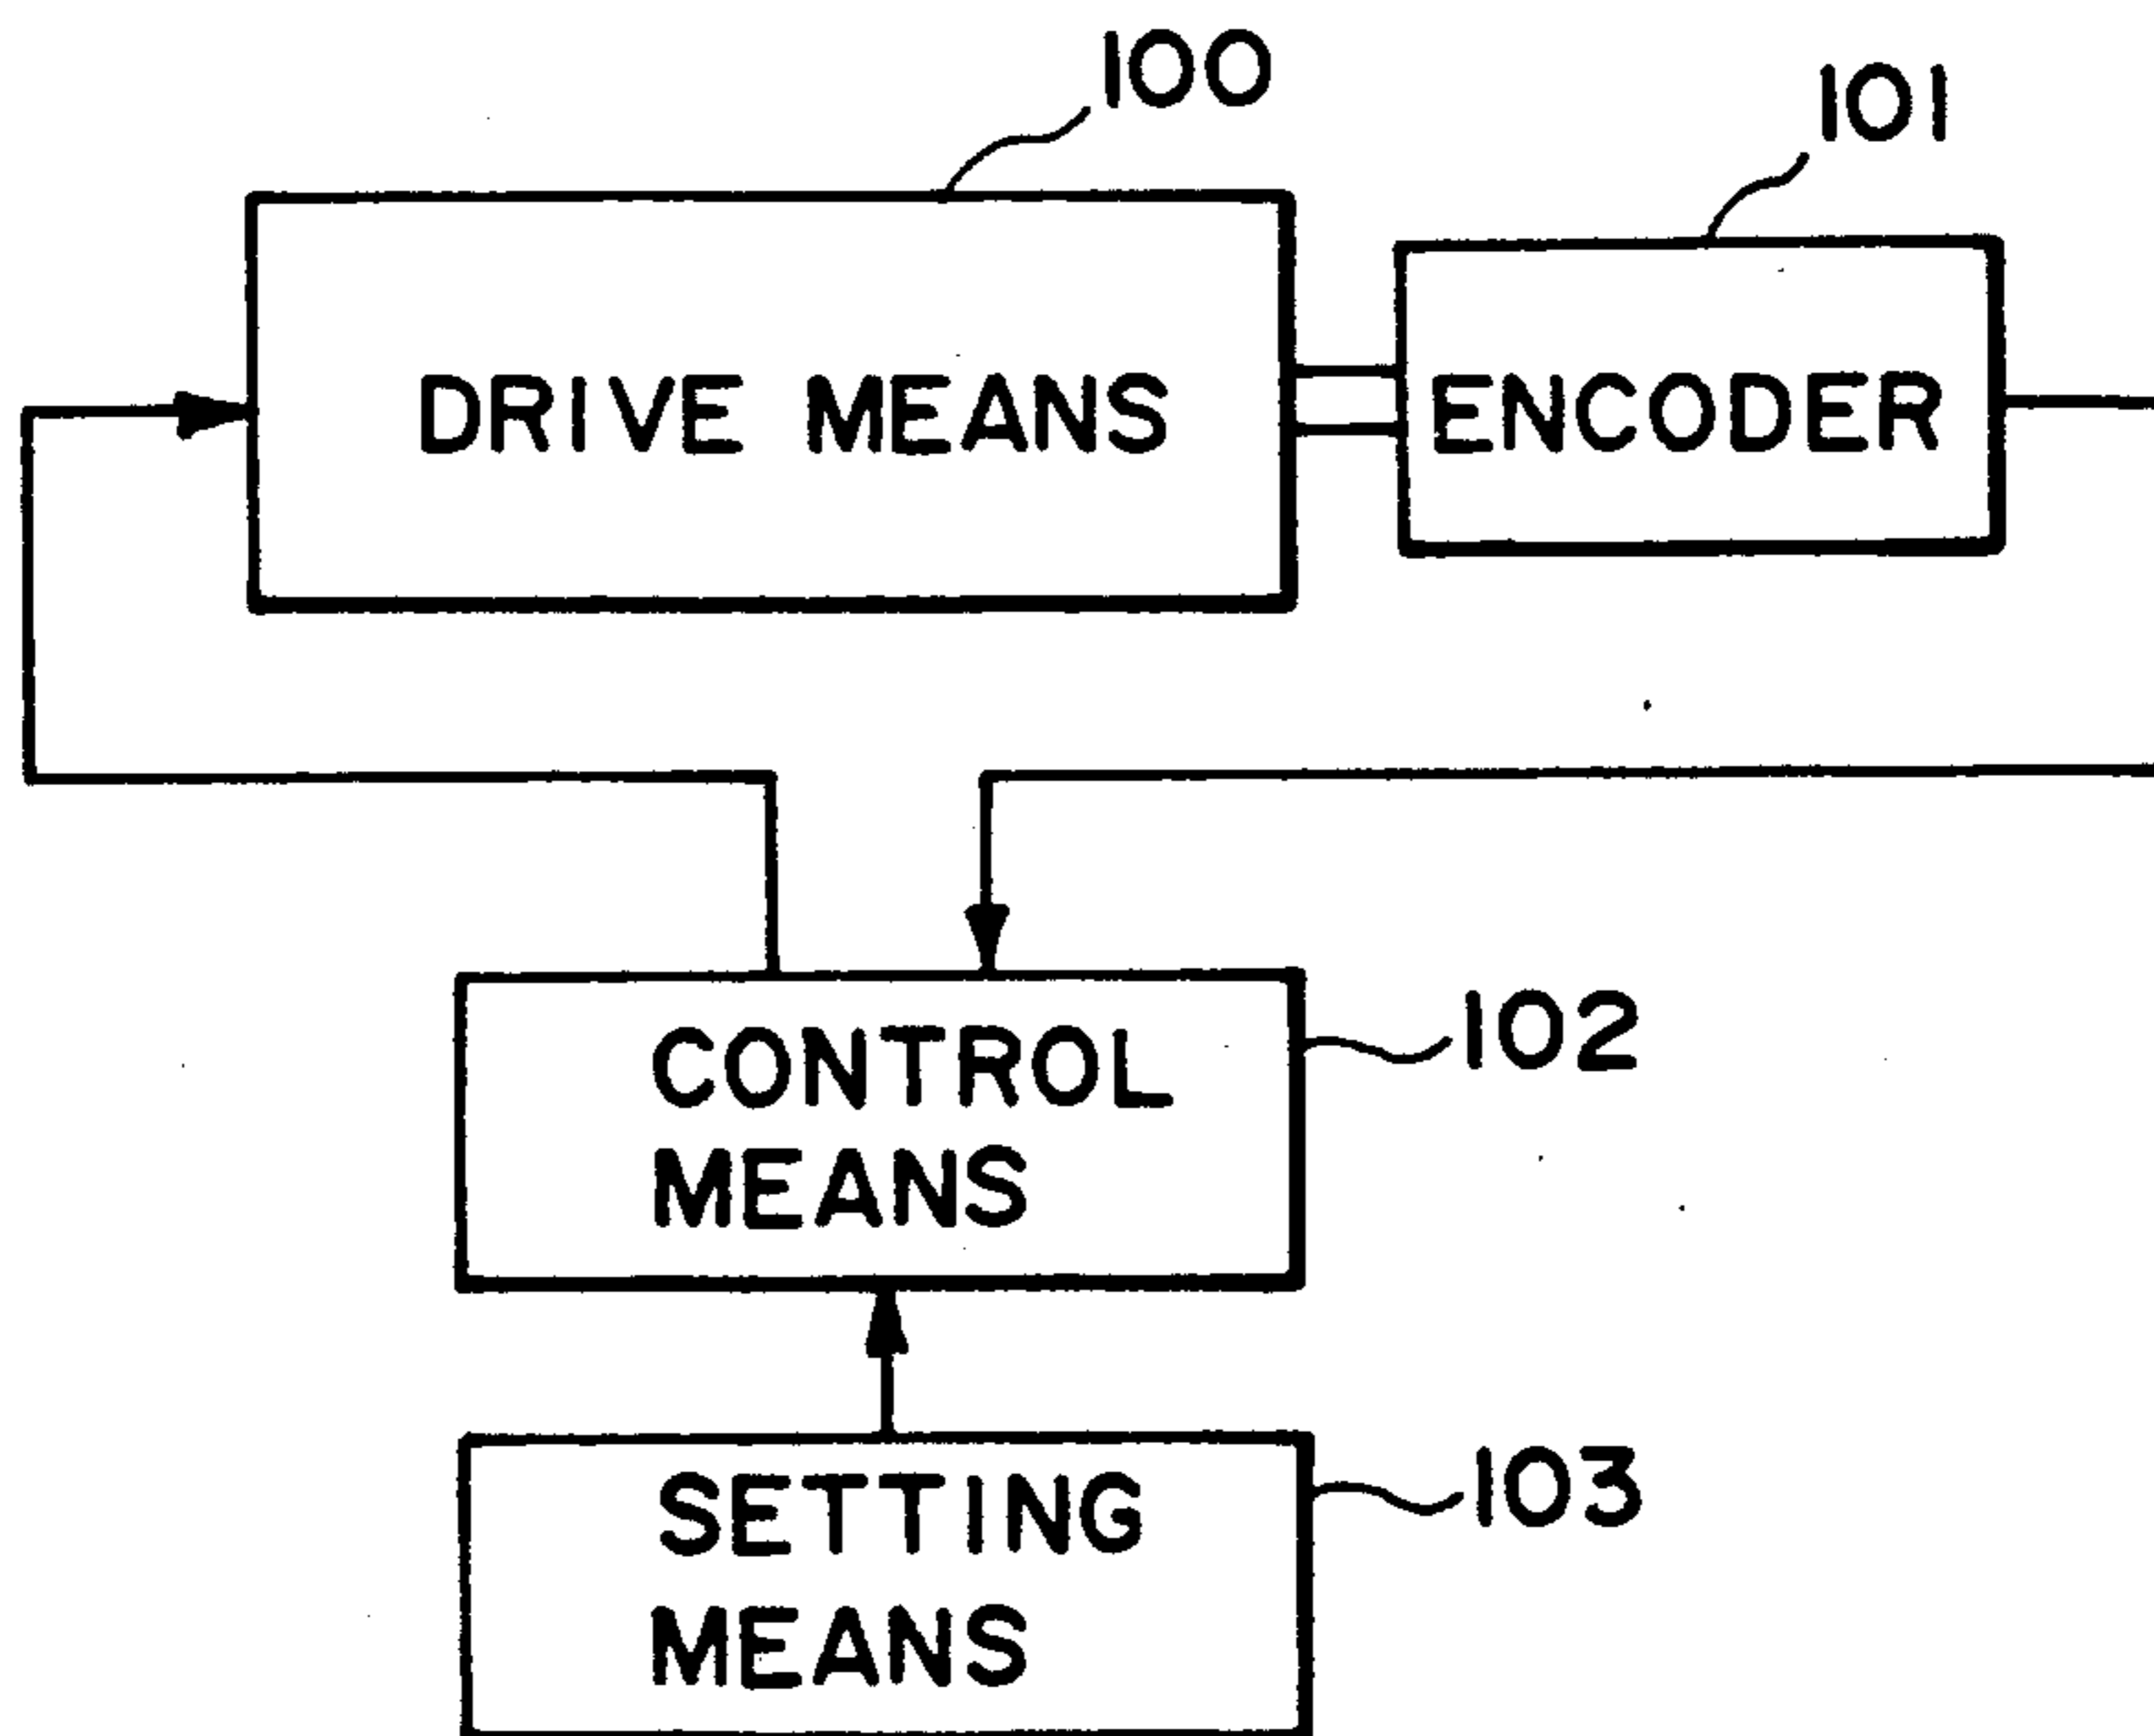 100
101
DRIVE MEANS
ENCODER
CONTROL
MEANS
102
SETTING
MEANS
103